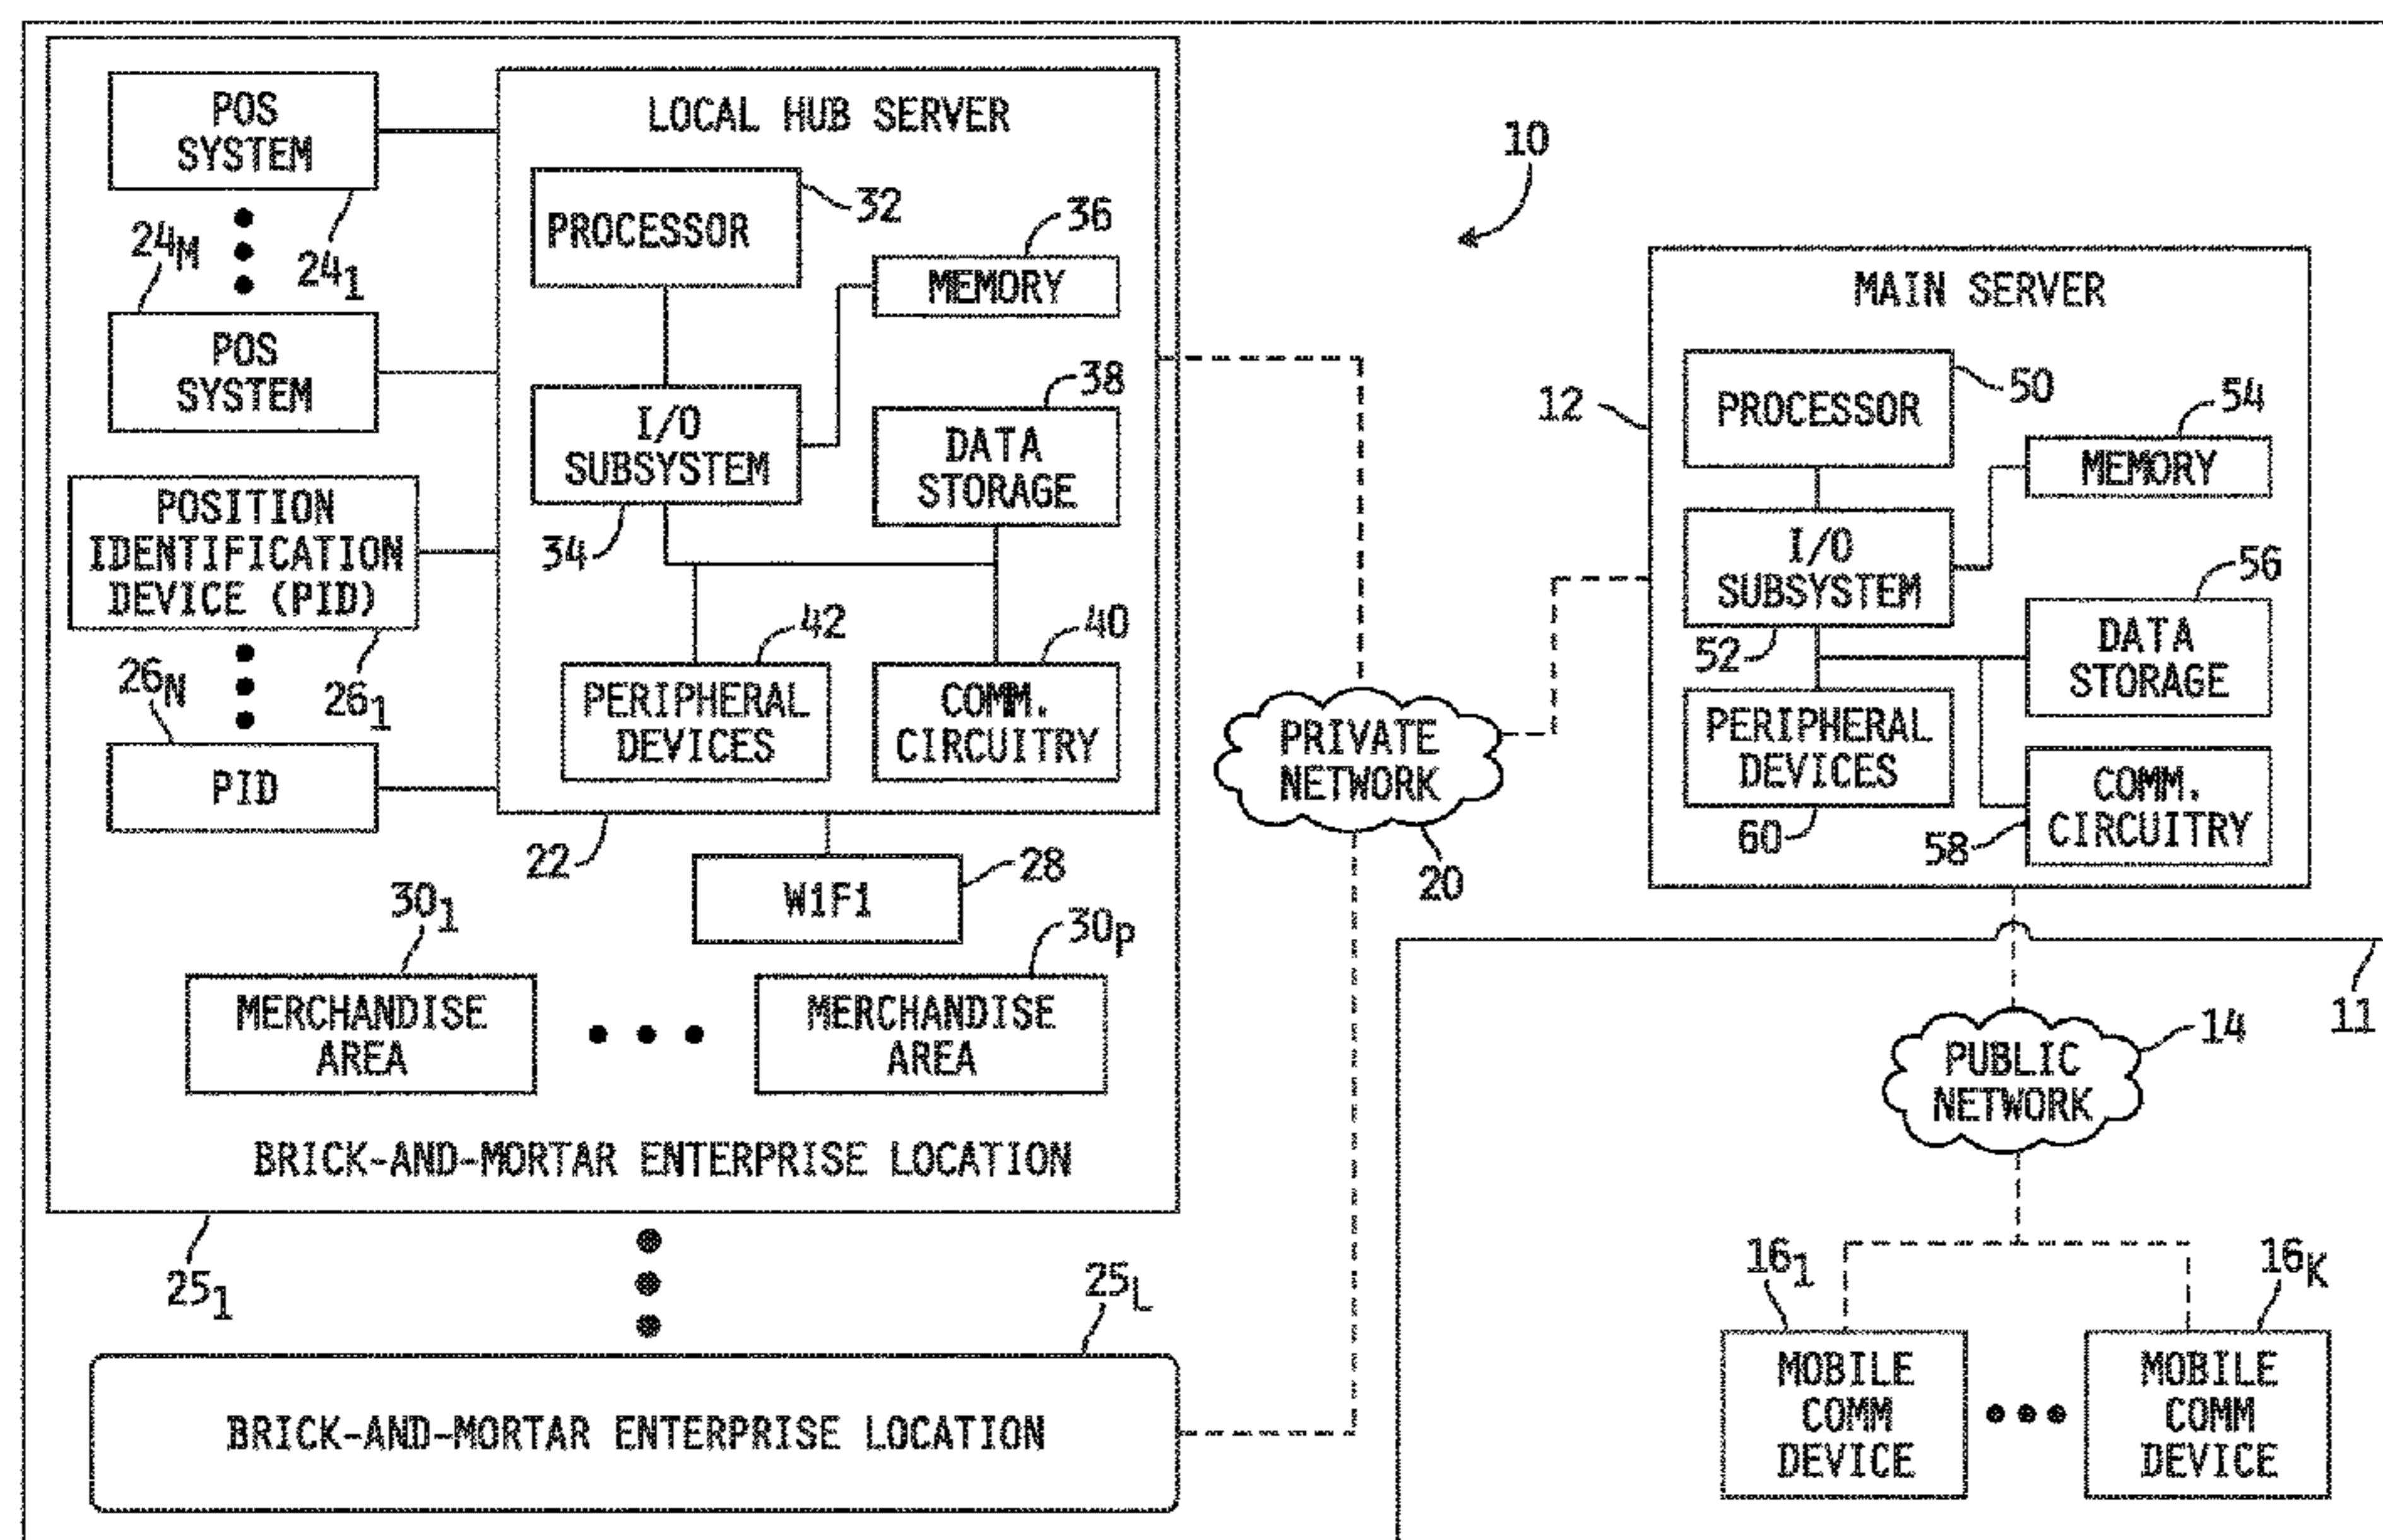 POS
SYSTEM
24M
241
POS
SYSTEM
POSITION
IDENTIFICATION
DEVICE (PID)
26N
261
PID
LOCAL HUB SERVER
PROCESSOR
32
36
MEMORY
I/O
SUBSYSTEM
34
38
DATA
STORAGE
42
PERIPHERAL
DEVICES
40
COMM.
CIRCUITRY
22
W1F1
28
301
MERCHANDISE
AREA
30P
MERCHANDISE
AREA
BRICK-AND-MORTAR ENTERPRISE LOCATION
251
25L
BRICK-AND-MORTAR ENTERPRISE LOCATION
10
PRIVATE
NETWORK
20
12
MAIN SERVER
PROCESSOR
50
54
MEMORY
I/O
SUBSYSTEM
52
56
DATA
STORAGE
PERIPHERAL
DEVICES
60
58
COMM.
CIRCUITRY
11
14
PUBLIC
NETWORK
161
16K
MOBILE
COMM
DEVICE
MOBILE
COMM
DEVICE